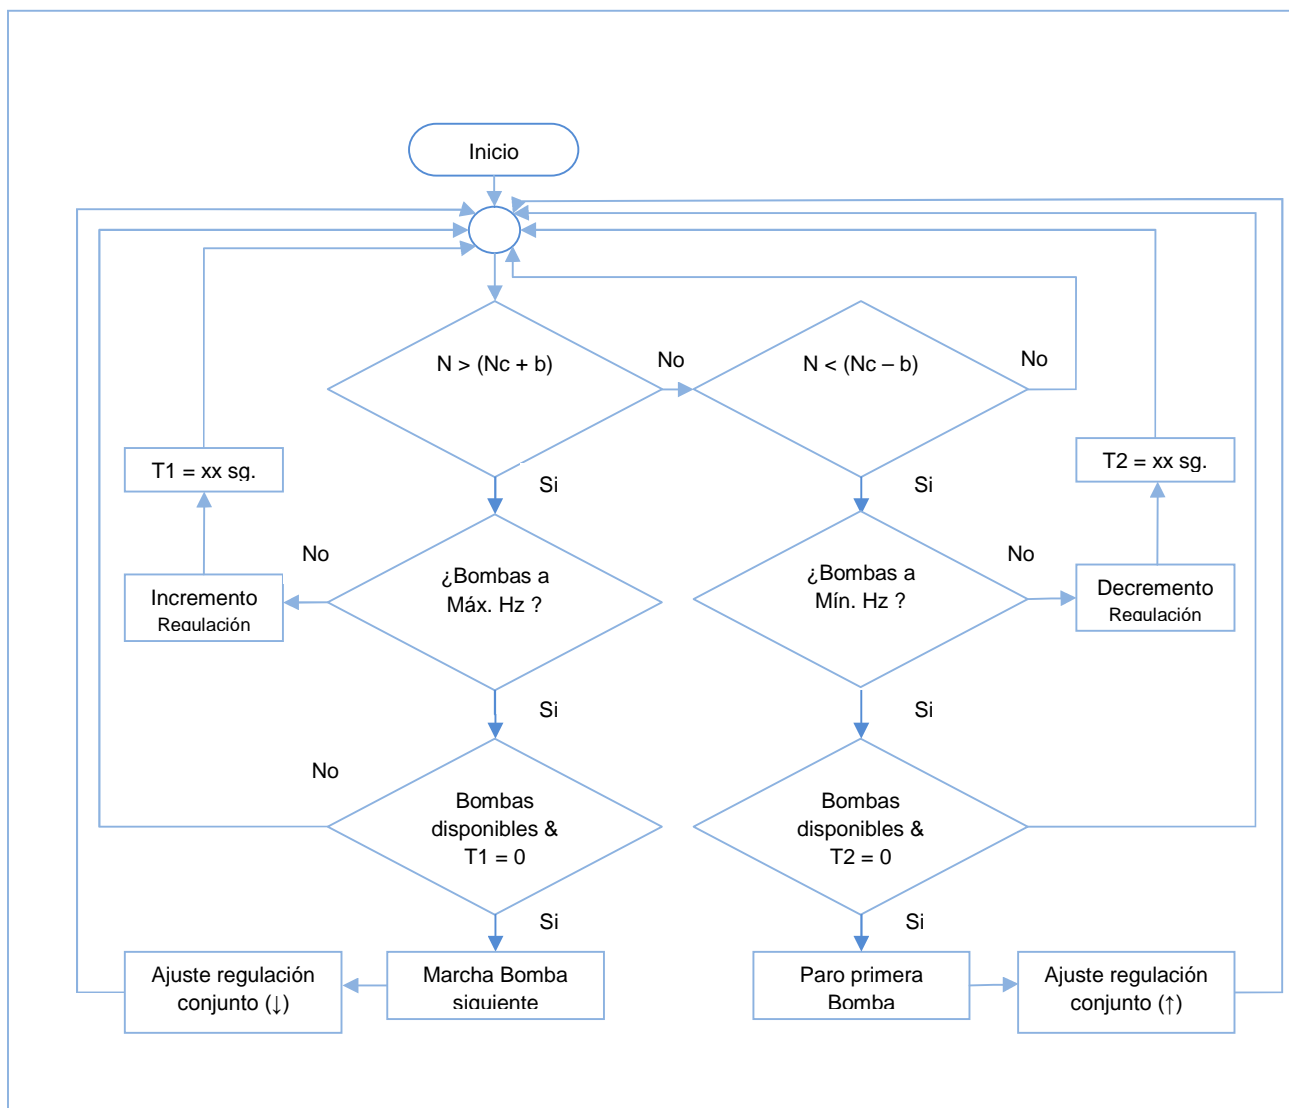 Inicio
N > (Nc + b)
No
N < (Nc – b)
No
T1 = xx sg.
T2 = xx sg.
Si
Si
No
¿Bombas a
Máx. Hz ?
¿Bombas a
Mín. Hz ?
No
Incremento
Regulación
Decremento
Regulación
Si
Si
No
Bombas
disponibles &
T1 = 0
Bombas
disponibles &
T2 = 0
Si
Si
Ajuste regulación
conjunto (↓)
Marcha Bomba
siguiente
Paro primera
Bomba
Ajuste regulación
conjunto (↑)